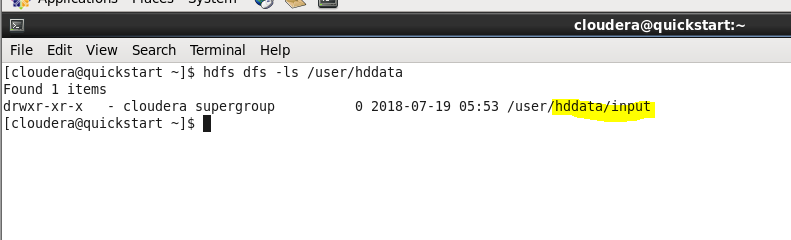 Applications Places System
cloudera@quickstart:~
File Edit View Search Terminal Help
[cloudera@quickstart ~]$ hdfs dfs -ls /user/hddata
Found 1 items
drwxr-xr-x   - cloudera supergroup          0 2018-07-19 05:53 /user/hddata/input
[cloudera@quickstart ~]$